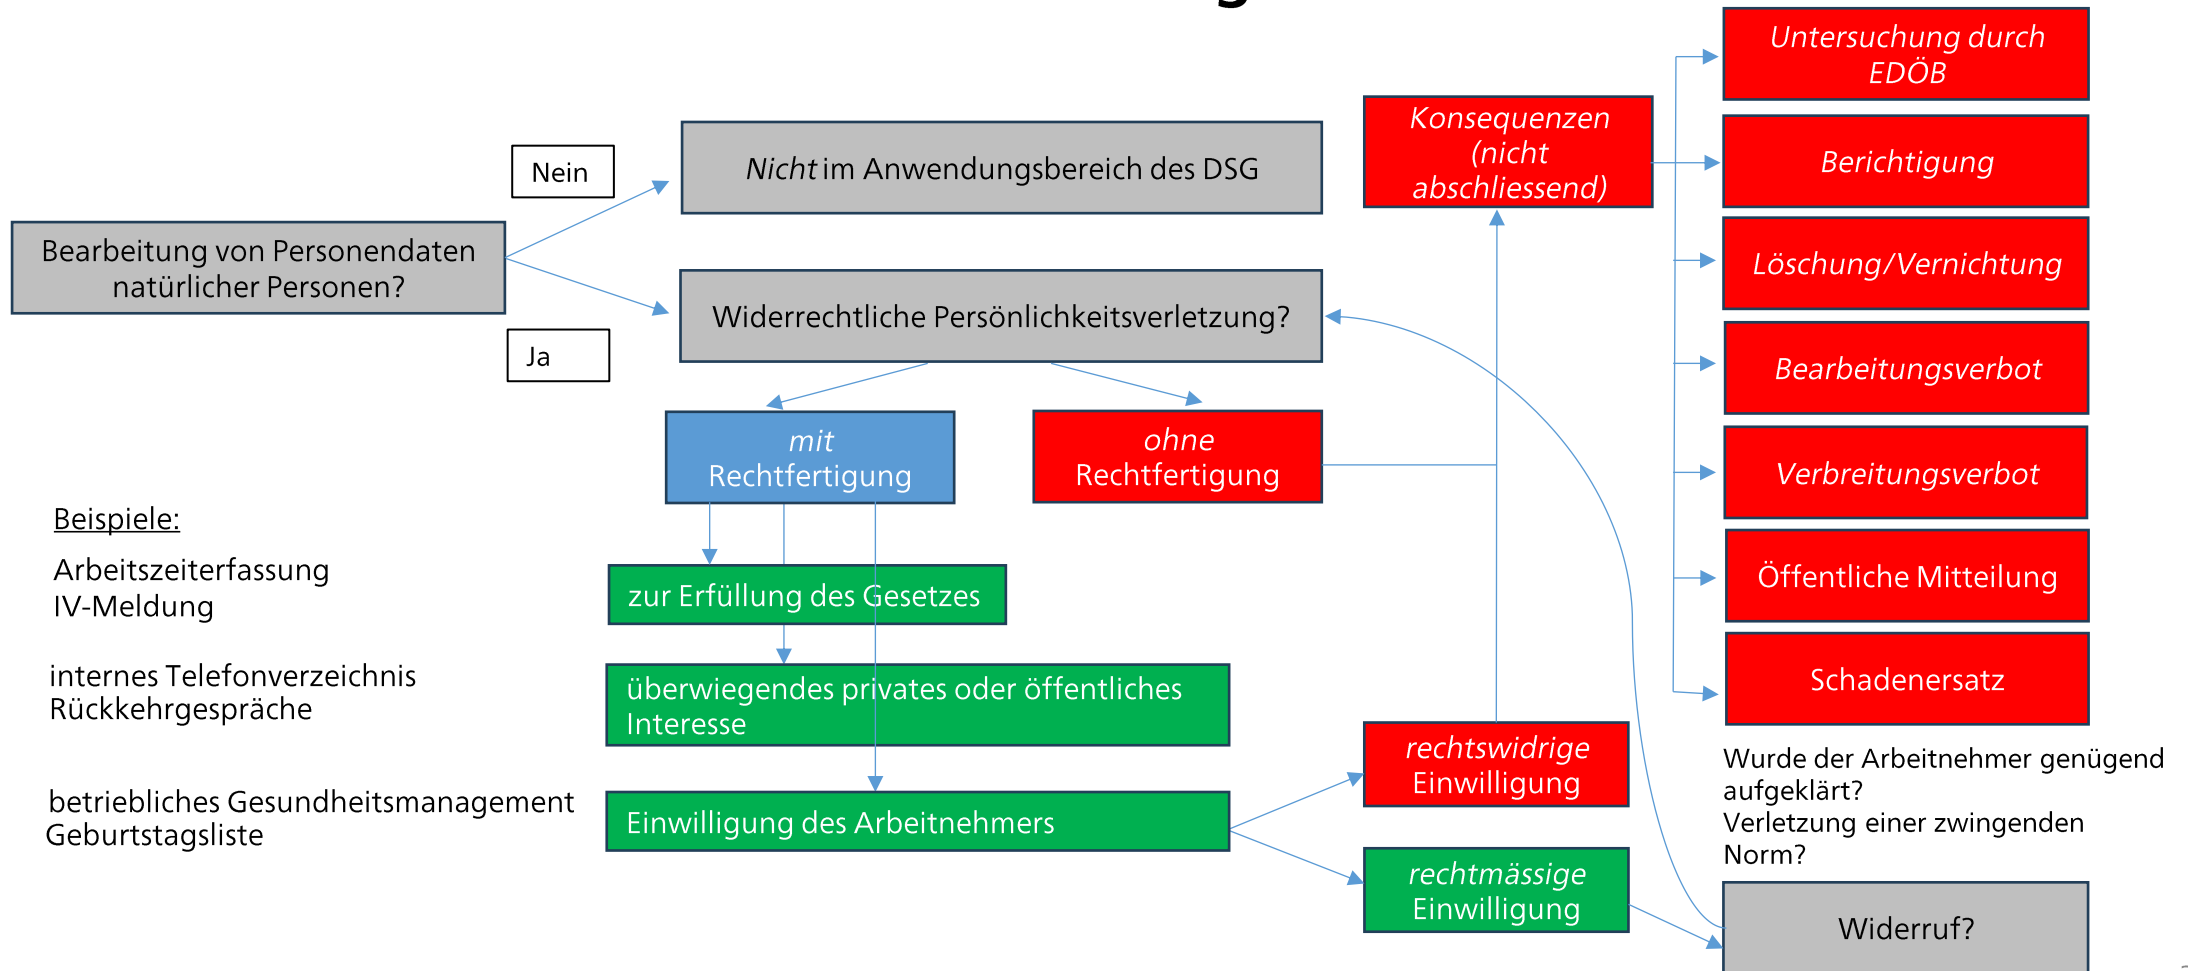 Nein
Nicht im Anwendungsbereich des DSG
Bearbeitung von Personendaten
natürlicher Personen?
Ja
Widerrechtliche Persönlichkeitsverletzung?
mit
Rechtfertigung
ohne
Rechtfertigung
Konsequenzen
(nicht
abschliessend)
Untersuchung durch
EDÖB
Berichtigung
Löschung/Vernichtung
Bearbeitungsverbot
Verbreitungsverbot
Öffentliche Mitteilung
Schadenersatz
Beispiele:
Arbeitszeiterfassung
IV-Meldung
zur Erfüllung des Gesetzes
internes Telefonverzeichnis
Rückkehrgespräche
überwiegendes privates oder öffentliches
Interesse
betriebliches Gesundheitsmanagement
Geburtstagsliste
Einwilligung des Arbeitnehmers
rechtswidrige
Einwilligung
rechtmässige
Einwilligung
Wurde der Arbeitnehmer genügend
aufgeklärt?
Verletzung einer zwingenden
Norm?
Widerruf?